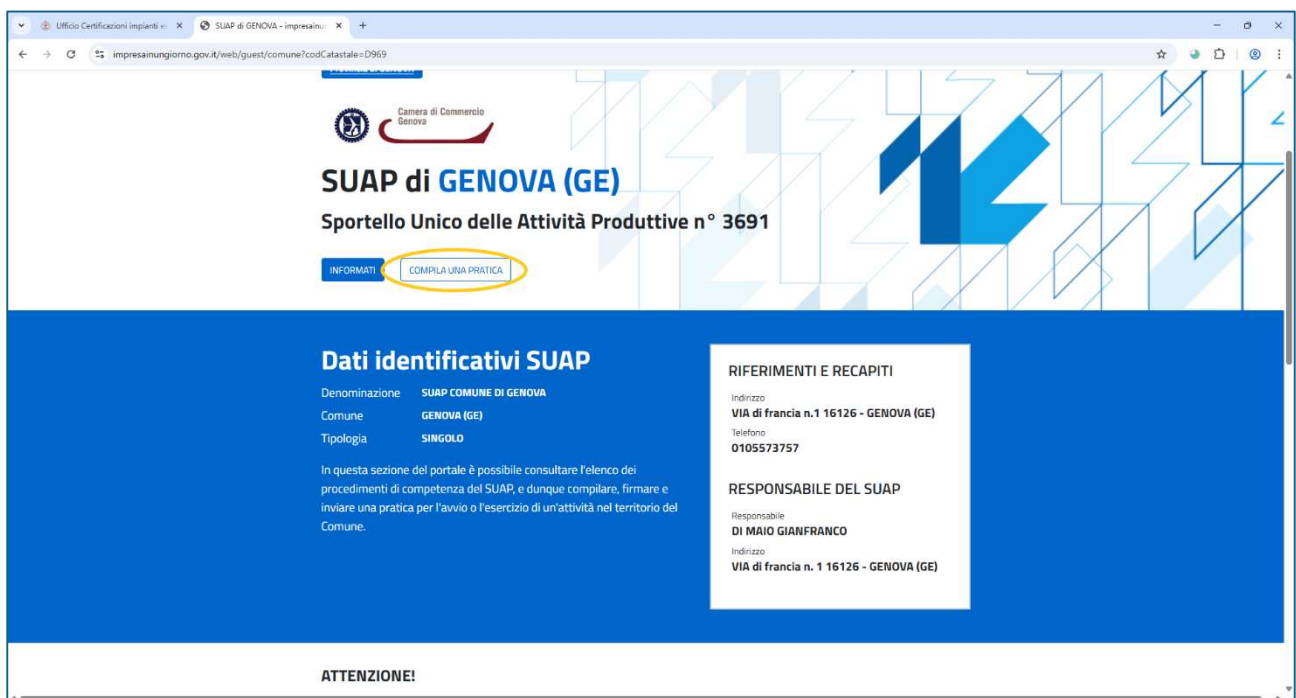 Ufficio Certificazioni impianti e
SUAP di GENOVA - impresainun
impresainungiorno.gov.it/web/guest/comune?codCatastale=D969
Camera di Commercio
Genova
SUAP di GENOVA (GE)
Sportello Unico delle Attività Produttive n° 3691
INFORMATI
COMPILA UNA PRATICA
Dati identificativi SUAP
Denominazione SUAP COMUNE DI GENOVA
Comune GENOVA (GE)
Tipologia SINGOLO
In questa sezione del portale è possibile consultare l'elenco dei
procedimenti di competenza del SUAP, e dunque compilare, firmare e
inviare una pratica per l'avvio o l'esercizio di un'attività nel territorio del
Comune.
RIFERIMENTI E RECAPITI
Indirizzo
VIA di francia n.1 16126 - GENOVA (GE)
Telefono
0105573757
RESPONSABILE DEL SUAP
Responsabile
DI MAIO GIANFRANCO
Indirizzo
VIA di francia n. 1 16126 - GENOVA (GE)
ATTENZIONE!